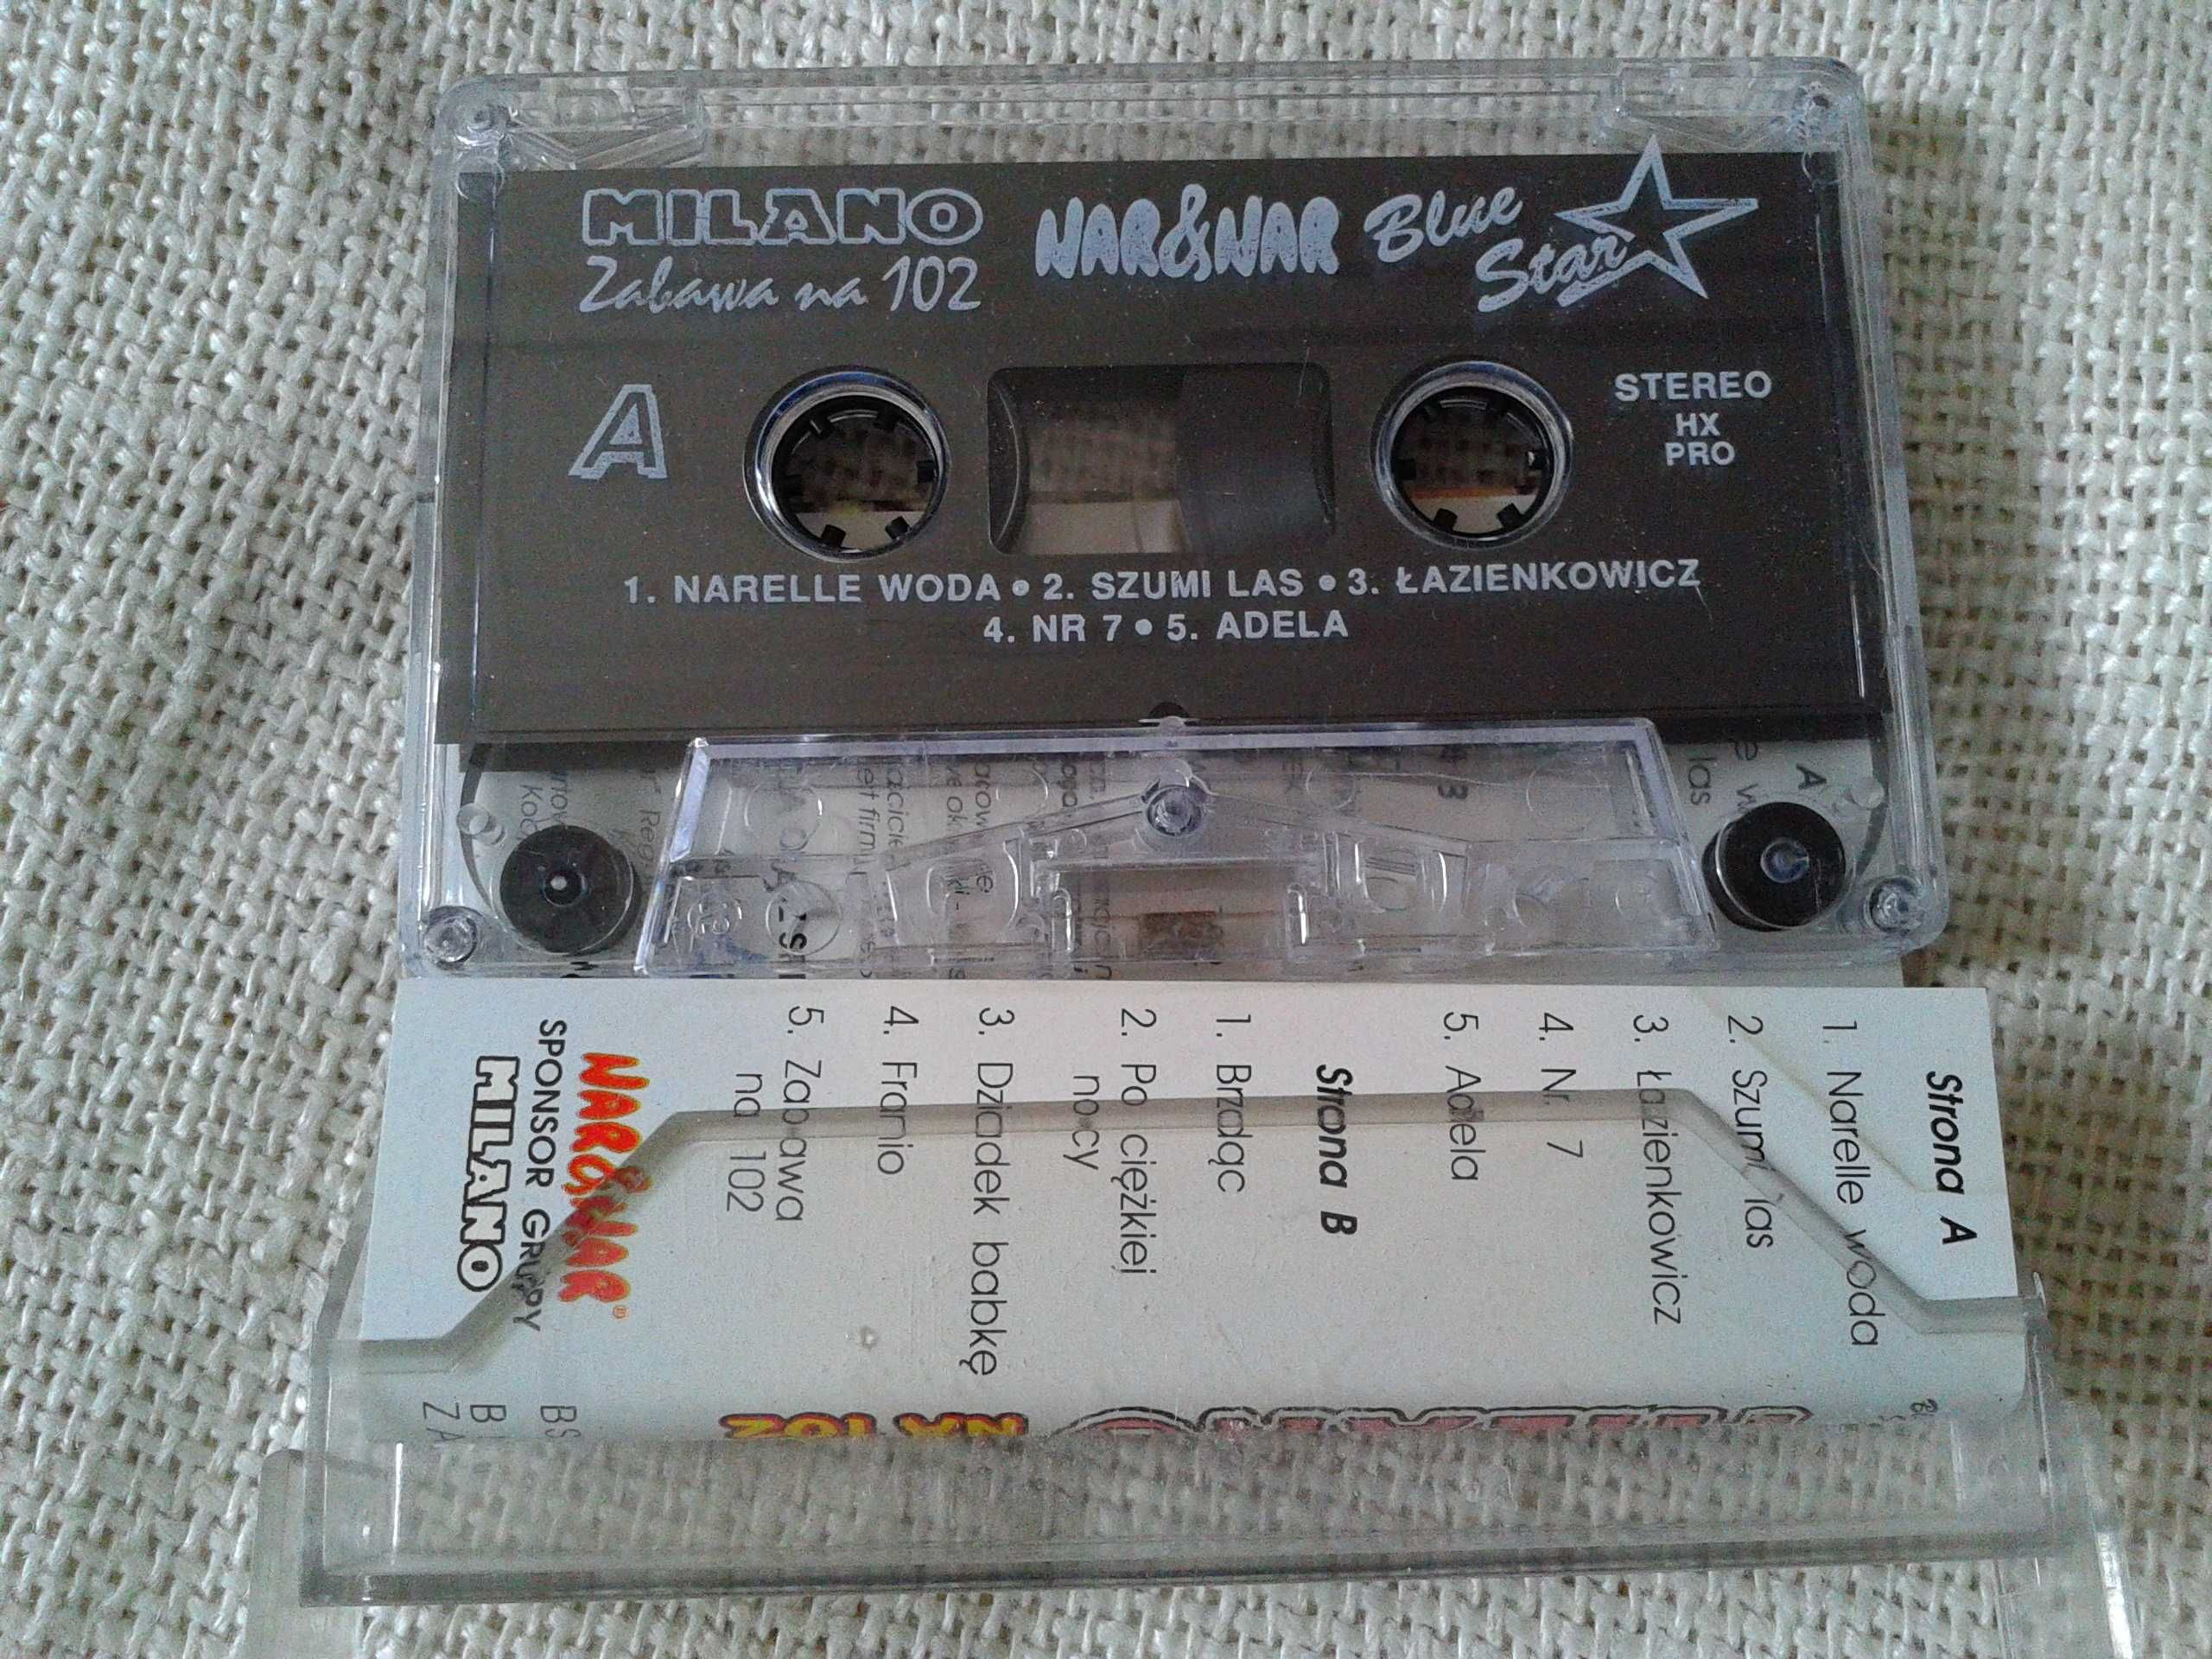 MILANO
Zabawa na 102
NAR&NAR
Blue
Star
A
STEREO
HX
PRO
1. NARELLE WODA • 2. SZUMI LAS • 3. ŁAZIENKOWICZ
4. NR 7 • 5. ADELA
Strona A
1. Narelle woda
2. Szumi las
3. Łazienkowicz
4. Nr 7
5. Adela
Strona B
1. Brzdąc
2. Po ciężkiej
nocy
3. Dziadek babkę
4. Franio
5. Zabawa
na 102
NAR&NAR®
SPONSOR GRUPY
MILANO
NA 102